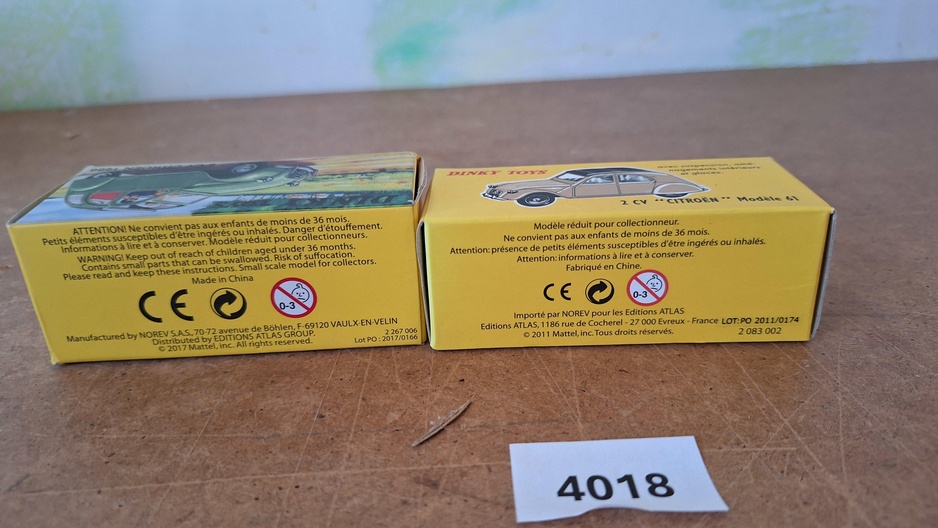 ATTENTION! Ne convient pas aux enfants de moins de 36 mois.
Petits éléments susceptibles d'être ingérés ou inhalés. Danger d'étouffement.
Informations à lire et à conserver. Modèle réduit pour collectionneurs.
WARNING! Keep out of reach of children aged under 36 months.
Contains small parts that can be swallowed. Risk of suffocation.
Please read and keep these instructions. Small scale model for collectors.
Made in China
CE
0-3
Manufactured by NOREV S.A.S, 70-72 avenue de Böhlen, F-69120 VAULX-EN-VELIN
Distributed by EDITIONS ATLAS GROUP.
© 2017 Mattel, inc. All rights reserved.
2 267 006
Lot PO : 2017/0166
DINKY TOYS
avec suspension, amé-
nagements intérieurs
et glaces.
2 CV "CITROËN" Modèle 61
Modèle réduit pour collectionneur.
Ne convient pas aux enfants de moins de 36 mois.
Attention: présence de petits éléments susceptibles d'être ingérés ou inhalés.
Attention: informations à lire et à conserver.
Fabriqué en Chine.
CE
0-3
Importé par NOREV pour les Editions ATLAS
Editions ATLAS, 1186 rue de Cocherel - 27 000 Evreux - France LOT: PO 2011/0174
© 2011 Mattel, inc. Tous droits réservés.
2 083 002
4018